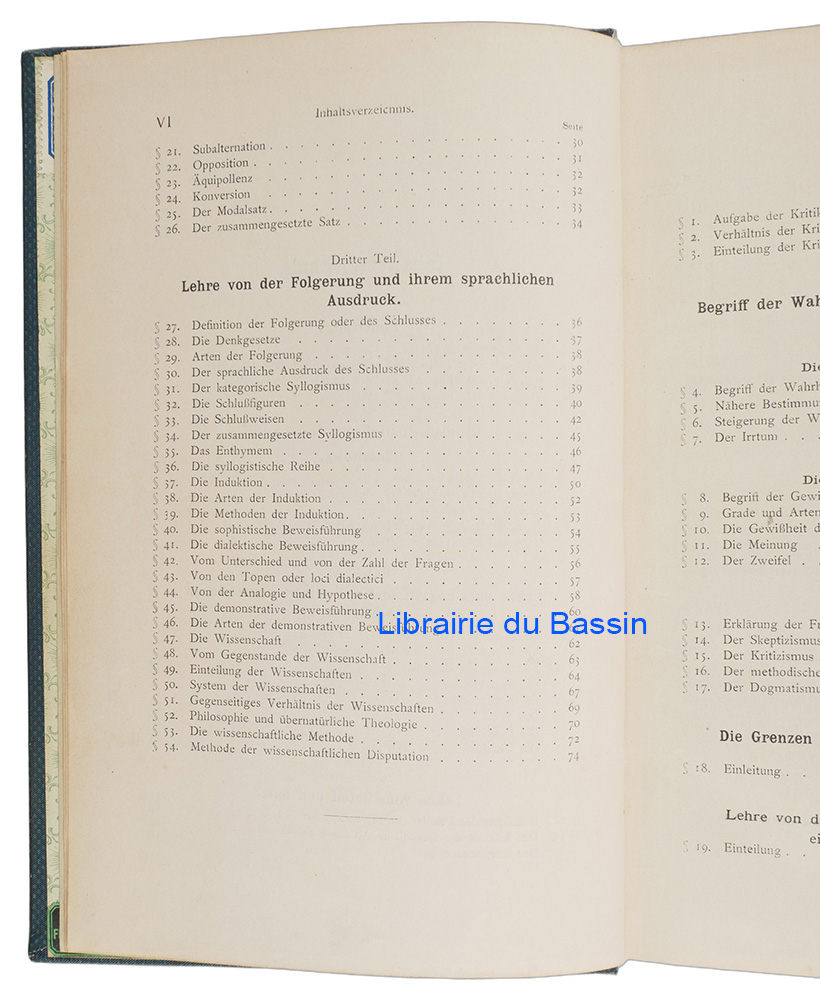 VI
Inhaltsverzeichnis.
Seite
§ 21. Subalternation . . . . . . . . . . . . . . . . 30
§ 22. Opposition . . . . . . . . . . . . . . . . 31
§ 23. Äquipollenz . . . . . . . . . . . . . . . . 32
§ 24. Konversion . . . . . . . . . . . . . . . . 32
§ 25. Der Modalsatz . . . . . . . . . . . . . . . . 33
§ 26. Der zusammengesetzte Satz . . . . . . . . . . . . 34
Dritter Teil.
Lehre von der Folgerung und ihrem sprachlichen
Ausdruck.
§ 27. Definition der Folgerung oder des Schlusses . . . . . . . 36
§ 28. Die Denkgesetze . . . . . . . . . . . . . . 37
§ 29. Arten der Folgerung . . . . . . . . . . . . . 38
§ 30. Der sprachliche Ausdruck des Schlusses . . . . . . . . 38
§ 31. Der kategorische Syllogismus . . . . . . . . . . . 39
§ 32. Die Schlußfiguren . . . . . . . . . . . . . . 40
§ 33. Die Schlußweisen . . . . . . . . . . . . . . 42
§ 34. Der zusammengesetzte Syllogismus . . . . . . . . . 45
§ 35. Das Enthymem . . . . . . . . . . . . . . 46
§ 36. Die syllogistische Reihe . . . . . . . . . . . . 47
§ 37. Die Induktion . . . . . . . . . . . . . . . 50
§ 38. Die Arten der Induktion . . . . . . . . . . . . 52
§ 39. Die Methoden der Induktion . . . . . . . . . . . 53
§ 40. Die sophistische Beweisführung . . . . . . . . . . 54
§ 41. Die dialektische Beweisführung . . . . . . . . . . 55
§ 42. Vom Unterschied und von der Zahl der Fragen . . . . . . 56
§ 43. Von den Topen oder loci dialectici . . . . . . . . . 57
§ 44. Von der Analogie und Hypothese . . . . . . . . . . 58
§ 45. Die demonstrative Beweisführung . . . . . . . . . 60
§ 46. Die Arten der demonstrativen Beweisführung
Librairie du Bassin
§ 47. Die Wissenschaft . . . . . . . . . . . . . . 62
§ 48. Vom Gegenstande der Wissenschaft . . . . . . . . . 63
§ 49. Einteilung der Wissenschaften . . . . . . . . . . 64
§ 50. System der Wissenschaften . . . . . . . . . . . 67
§ 51. Gegenseitiges Verhältnis der Wissenschaften . . . . . . 69
§ 52. Philosophie und übernatürliche Theologie . . . . . . . 70
§ 53. Die wissenschaftliche Methode . . . . . . . . . . 72
§ 54. Methode der wissenschaftlichen Disputation . . . . . . 74
§ 1. Aufgabe der Kritik
§ 2. Verhältnis der Kri
§ 3. Einteilung der Kri
Begriff der Wah
Di
§ 4. Begriff der Wahrh
§ 5. Nähere Bestimmu
§ 6. Steigerung der W
§ 7. Der Irrtum . .
Di
§ 8. Begriff der Gewi
§ 9. Grade und Arten
§ 10. Die Gewißheit d
§ 11. Die Meinung .
§ 12. Der Zweifel . .
§ 13. Erklärung der Fr
§ 14. Der Skeptizismus
§ 15. Der Kritizismus
§ 16. Der methodische
§ 17. Der Dogmatismu
Die Grenzen
§ 18. Einleitung . .
Lehre von d
ei
§ 19. Einteilung . .